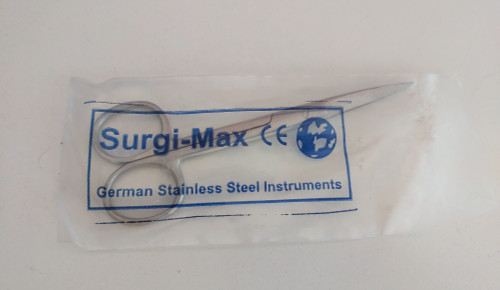 Surgi-Max CE
German Stainless Steel Instruments